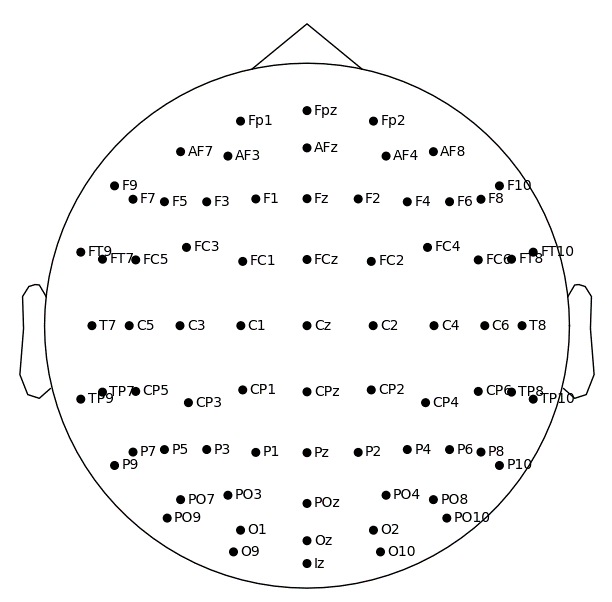 Fpz
Fp1 Fp2
AFz
AF7 AF3 AF4 AF8
F9 F10
F7 F5 F3 F1 Fz F2 F4 F6 F8
FT9 FC3 FC4 FT10
FT7 FC5 FC1 FCz FC2 FC6 FT8
T7 C5 C3 C1 Cz C2 C4 C6 T8
TP9 TP7 CP5 CP1 CPz CP2 CP6 TP8 TP10
CP3 CP4
P7 P5 P3 P1 Pz P2 P4 P6 P8
P9 P10
PO7 PO3 POz PO4 PO8
PO9 PO10
O1 O2
Oz
O9 O10
Iz